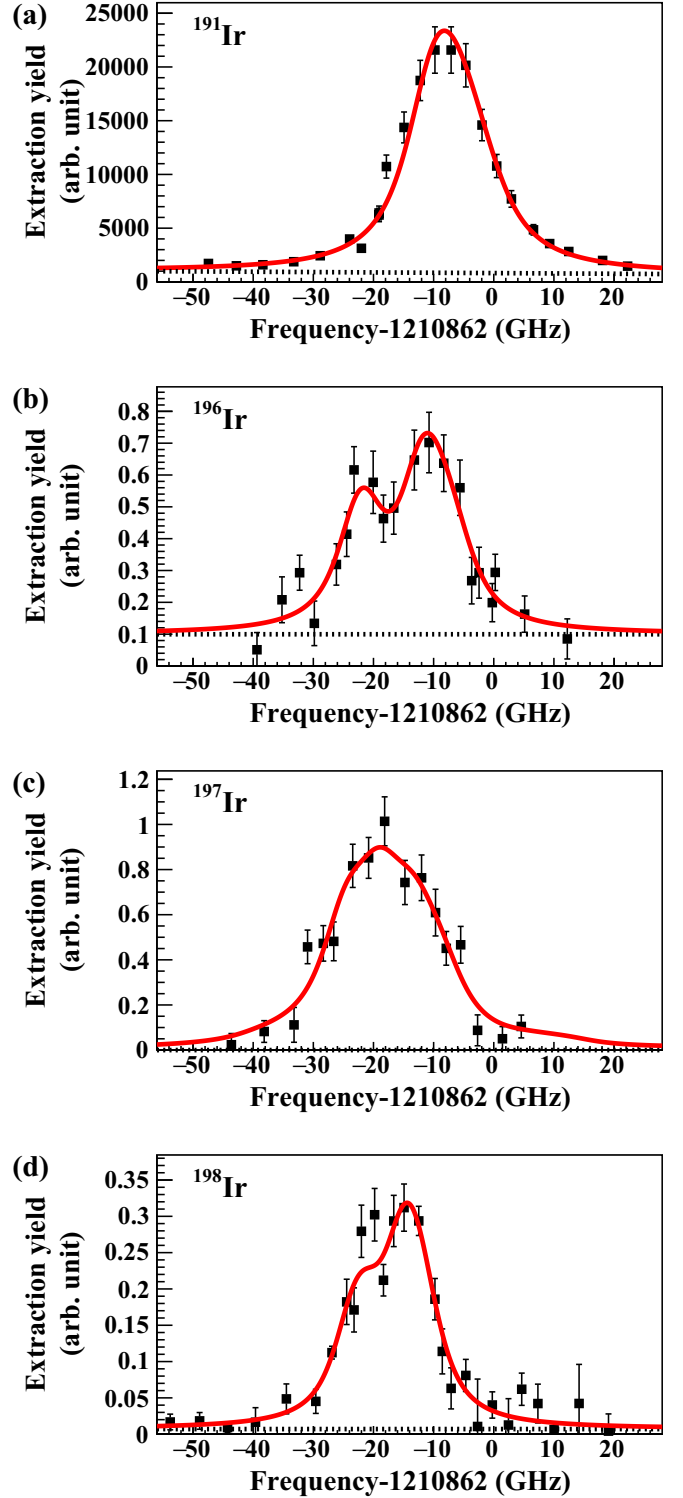 (a)
¹⁹¹Ir
25000
20000
15000
10000
5000
0
Extraction yield
(arb. unit)
−50 −40 −30 −20 −10 0 10 20
Frequency-1210862 (GHz)
(b)
¹⁹⁶Ir
0.8
0.7
0.6
0.5
0.4
0.3
0.2
0.1
0
Extraction yield
(arb. unit)
−50 −40 −30 −20 −10 0 10 20
Frequency-1210862 (GHz)
(c)
¹⁹⁷Ir
1.2
1
0.8
0.6
0.4
0.2
0
Extraction yield
(arb. unit)
−50 −40 −30 −20 −10 0 10 20
Frequency-1210862 (GHz)
(d)
¹⁹⁸Ir
0.35
0.3
0.25
0.2
0.15
0.1
0.05
0
Extraction yield
(arb. unit)
−50 −40 −30 −20 −10 0 10 20
Frequency-1210862 (GHz)